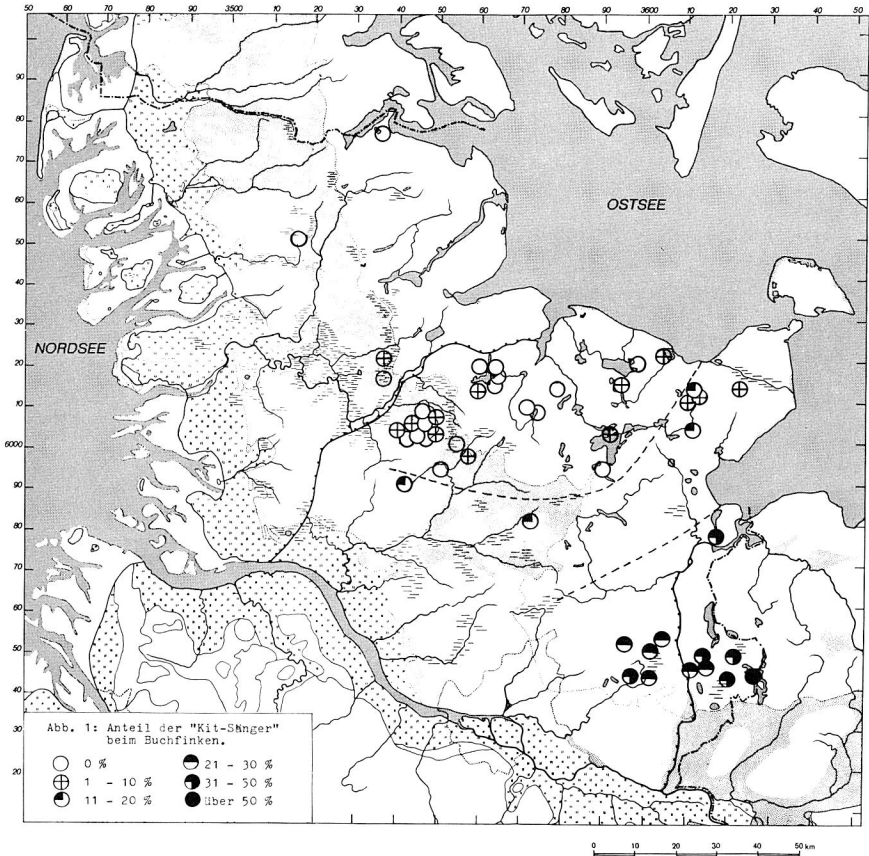 50 60 70 80 90 3500 10 20 30 40 50 60 70 80 90 3600 10 20 30 50
90
80
70
60
50
40
30
20
10
6000
90
80
70
60
50
40
30
20
OSTSEE
NORDSEE
Abb. 1: Anteil der "Kit-Sänger"
beim Buchfinken.
0 %
21 - 30 %
1 - 10 %
31 - 50 %
11 - 20 %
über 50 %
0 10 20 30 40 50 km